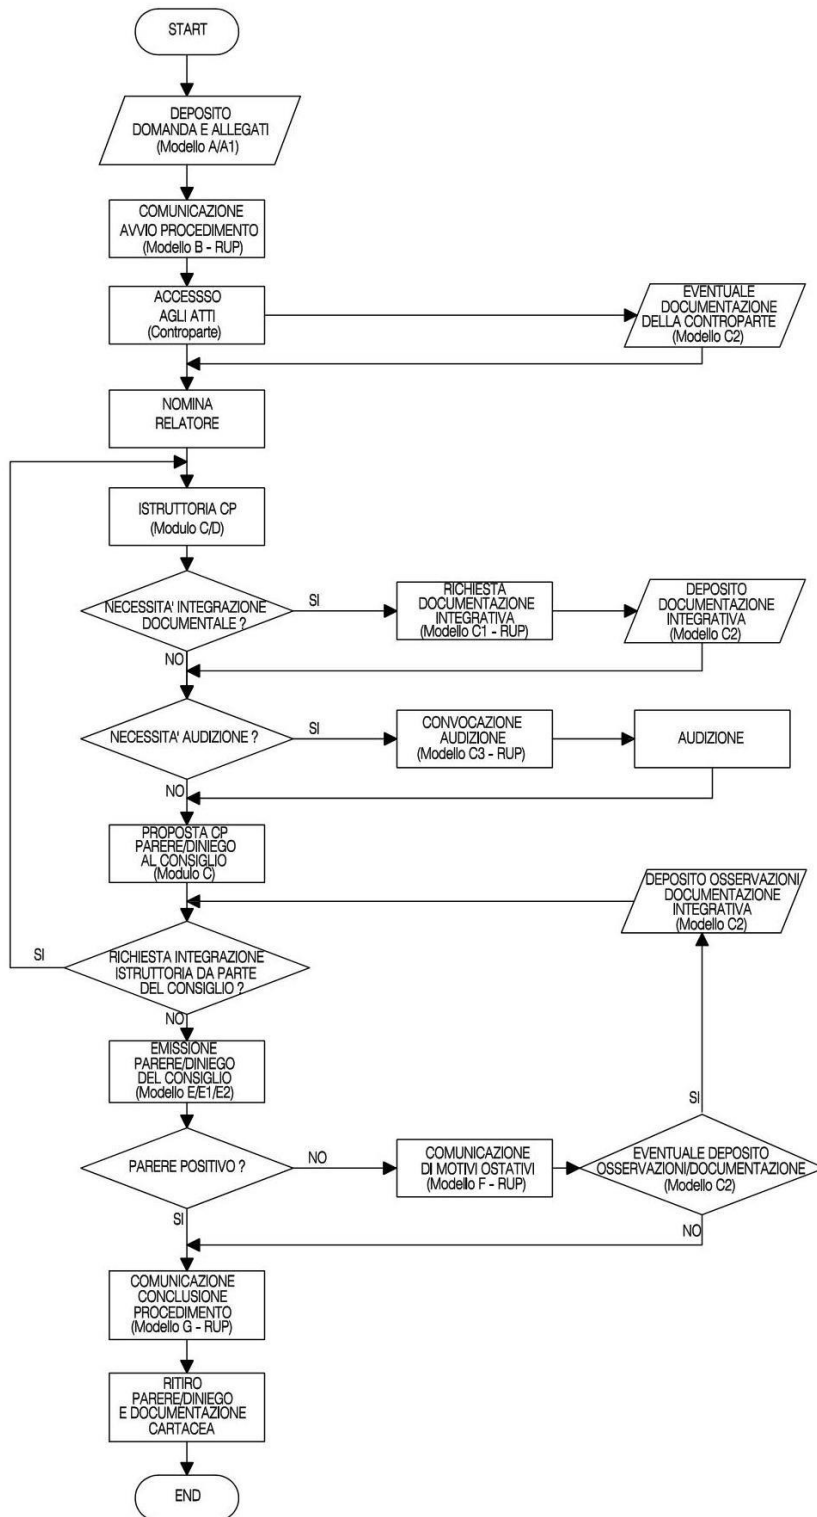 START
DEPOSITO
DOMANDA E ALLEGATI
(Modello A/A1)
COMUNICAZIONE
AVVIO PROCEDIMENTO
(Modello B - RUP)
ACCESSSO
AGLI ATTI
(Controparte)
EVENTUALE
DOCUMENTAZIONE
DELLA CONTROPARTE
(Modello C2)
NOMINA
RELATORE
ISTRUTTORIA CP
(Modulo C/D)
NECESSITA' INTEGRAZIONE
DOCUMENTALE ?
SI
RICHIESTA
DOCUMENTAZIONE
INTEGRATIVA
(Modello C1 - RUP)
DEPOSITO
DOCUMENTAZIONE
INTEGRATIVA
(Modello C2)
NO
NECESSITA' AUDIZIONE ?
SI
CONVOCAZIONE
AUDIZIONE
(Modello C3 - RUP)
AUDIZIONE
NO
PROPOSTA CP
PARERE/DINIEGO
AL CONSIGLIO
(Modulo C)
DEPOSITO OSSERVAZIONI
DOCUMENTAZIONE
INTEGRATIVA
(Modello C2)
SI
RICHIESTA INTEGRAZIONE
ISTRUTTORIA DA PARTE
DEL CONSIGLIO ?
NO
EMISSIONE
PARERE/DINIEGO
DEL CONSIGLIO
(Modello E/E1/E2)
SI
PARERE POSITIVO ?
NO
COMUNICAZIONE
DI MOTIVI OSTATIVI
(Modello F - RUP)
EVENTUALE DEPOSITO
OSSERVAZIONI/DOCUMENTAZIONE
(Modello C2)
SI
NO
COMUNICAZIONE
CONCLUSIONE
PROCEDIMENTO
(Modello G - RUP)
RITIRO
PARERE/DINIEGO
E DOCUMENTAZIONE
CARTACEA
END